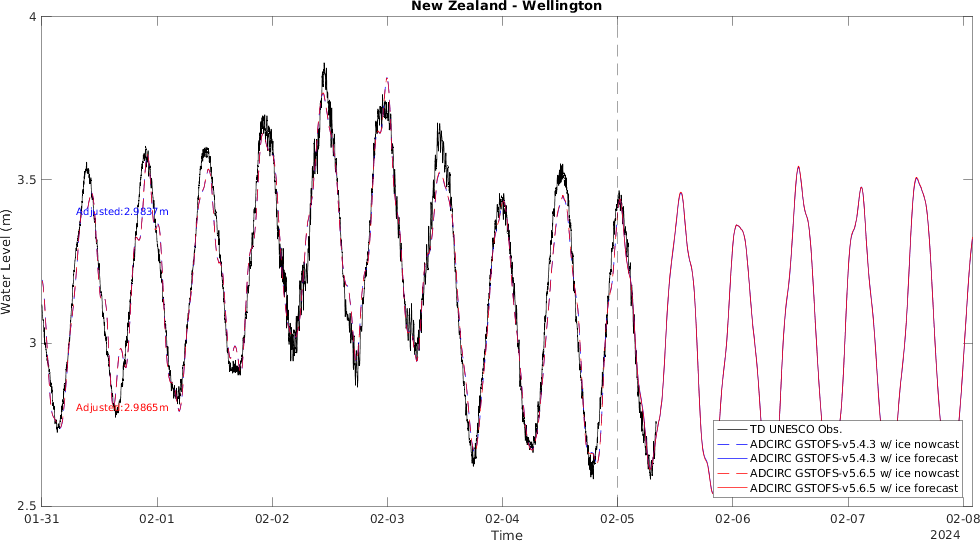 New Zealand - Wellington
4
3.5
3
2.5
Water Level (m)
Adjusted:2.9837m
Adjusted:2.9865m
TD UNESCO Obs.
ADCIRC GSTOFS-v5.4.3 w/ ice nowcast
ADCIRC GSTOFS-v5.4.3 w/ ice forecast
ADCIRC GSTOFS-v5.6.5 w/ ice nowcast
ADCIRC GSTOFS-v5.6.5 w/ ice forecast
01-31 02-01 02-02 02-03 02-04 02-05 02-06 02-07 02-08
Time
2024